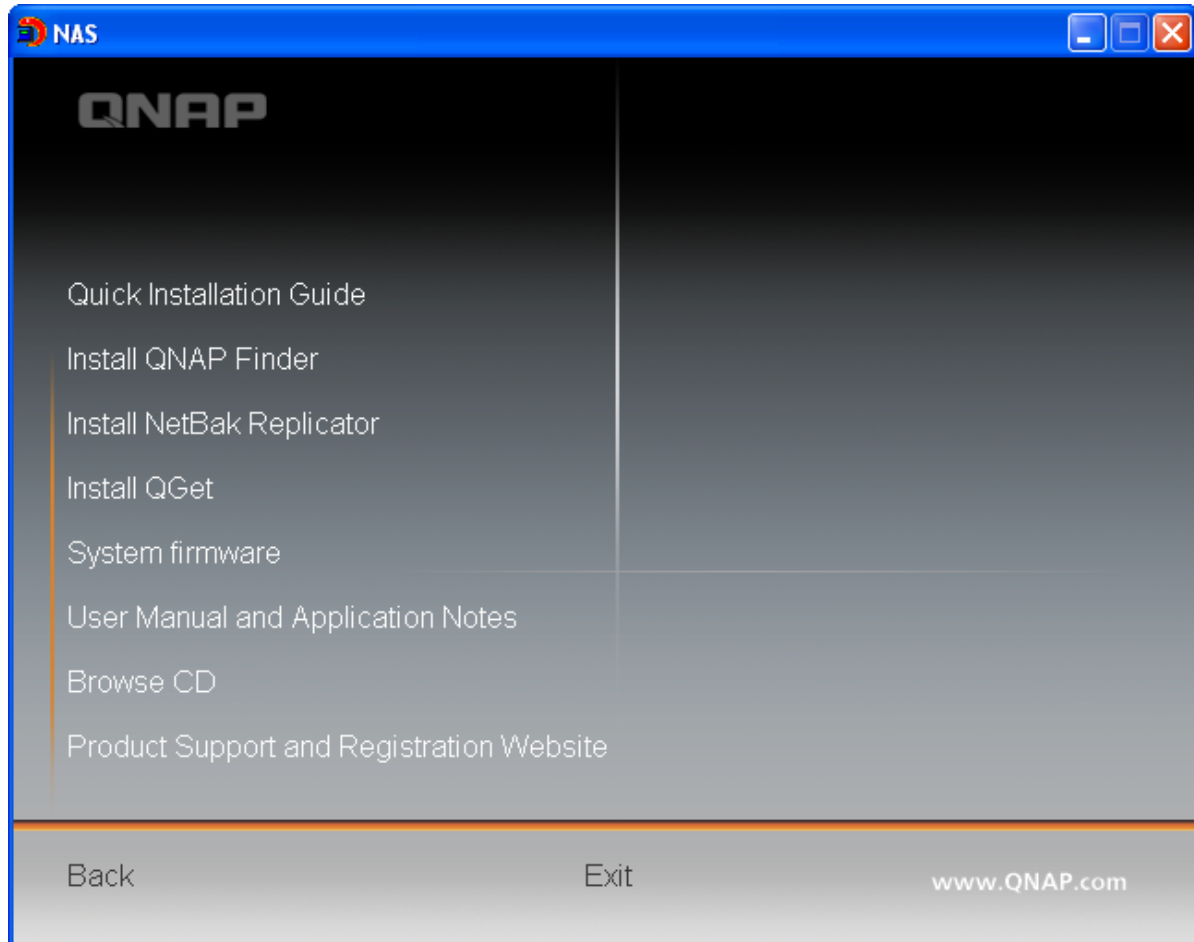 NAS
QNAP
Quick Installation Guide
Install QNAP Finder
Install NetBak Replicator
Install QGet
System firmware
User Manual and Application Notes
Browse CD
Product Support and Registration Website
Back
Exit
www.QNAP.com